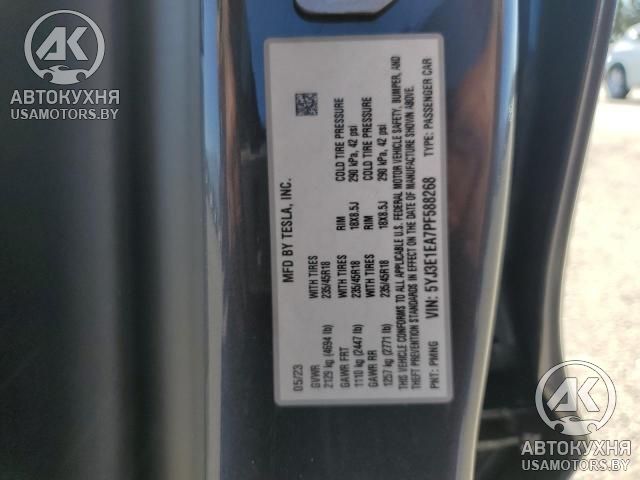 AK
АВТОКУХНЯ
USAMOTORS.BY
MFD BY TESLA, INC.
05/23
GVWR
2129 kg (4694 lb)
GAWR FRT
1110 kg (2447 lb)
GAWR RR
1257 kg (2771 lb)
WITH TIRES
235/45R18
WITH TIRES
235/45R18
WITH TIRES
235/45R18
RIM
18X8.5J
RIM
18X8.5J
COLD TIRE PRESSURE
290 kPa, 42 psi
COLD TIRE PRESSURE
290 kPa, 42 psi
THIS VEHICLE CONFORMS TO ALL APPLICABLE U.S. FEDERAL MOTOR VEHICLE SAFETY, BUMPER, AND
THEFT PREVENTION STANDARDS IN EFFECT ON THE DATE OF MANUFACTURE SHOWN ABOVE.
VIN: 5YJ3E1EA7PF588268
PNT: PMNG
TYPE: PASSENGER CAR
AK
АВТОКУХНЯ
USAMOTORS.BY